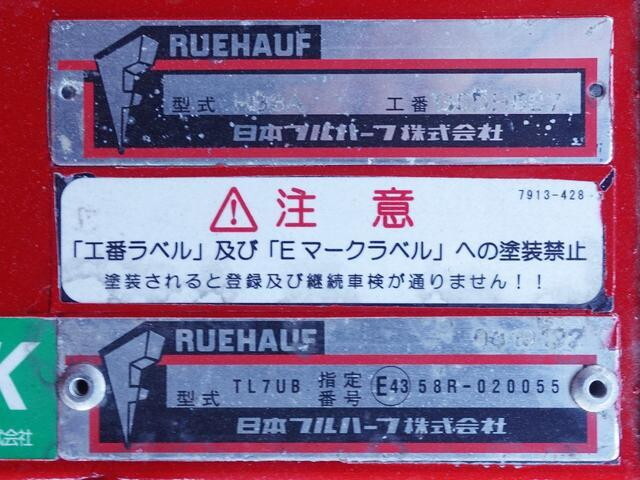 RUEHAUF
型式
工番
日本フルハーフ株式会社
注意
7913-428
「工番ラベル」及び「Eマークラベル」への塗装禁止
塗装されると登録及び継続車検が通りません!!
RUEHAUF
型式 TL7UB 指定番号 E43 58R-020055
日本フルハーフ株式会社
K
式会社